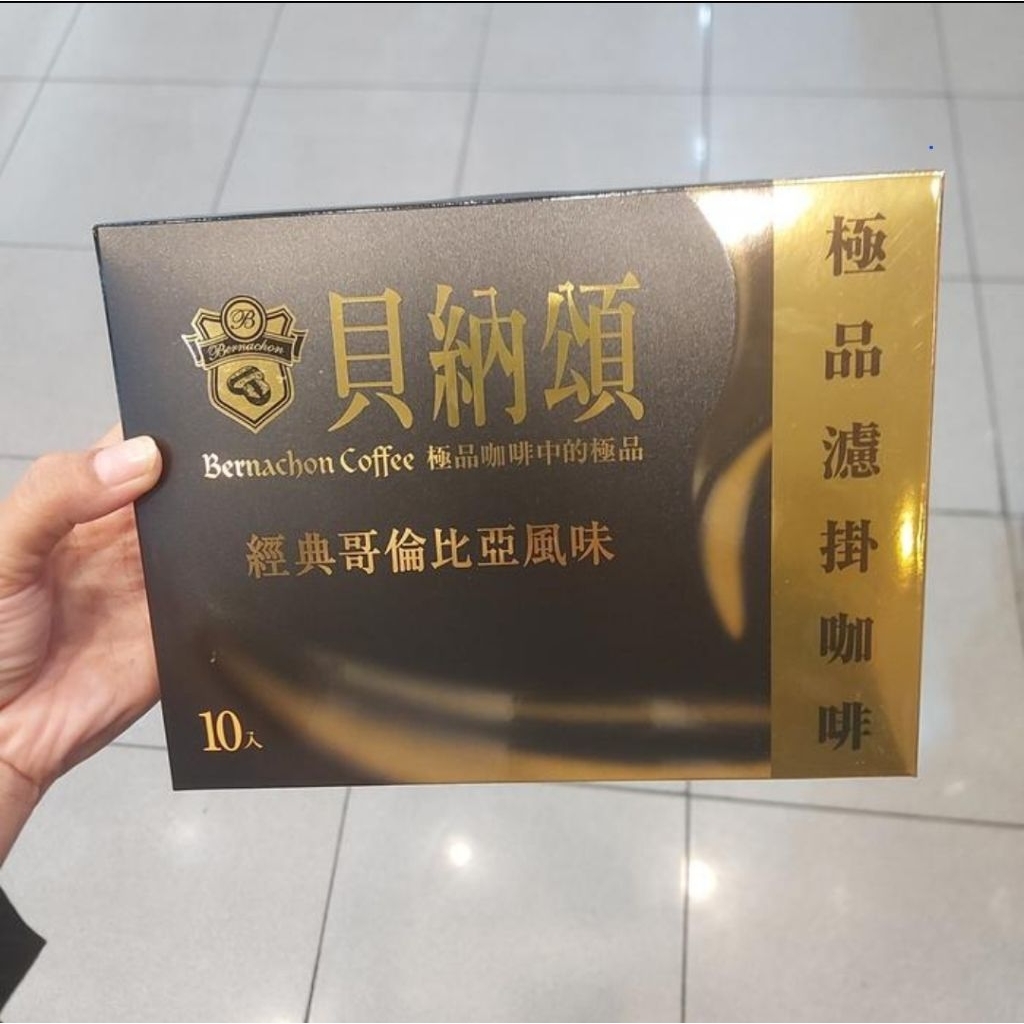 B
Bernachon
貝納頌
Bernachon Coffee 極品咖啡中的極品
經典哥倫比亞風味
10入
極品濾掛咖啡